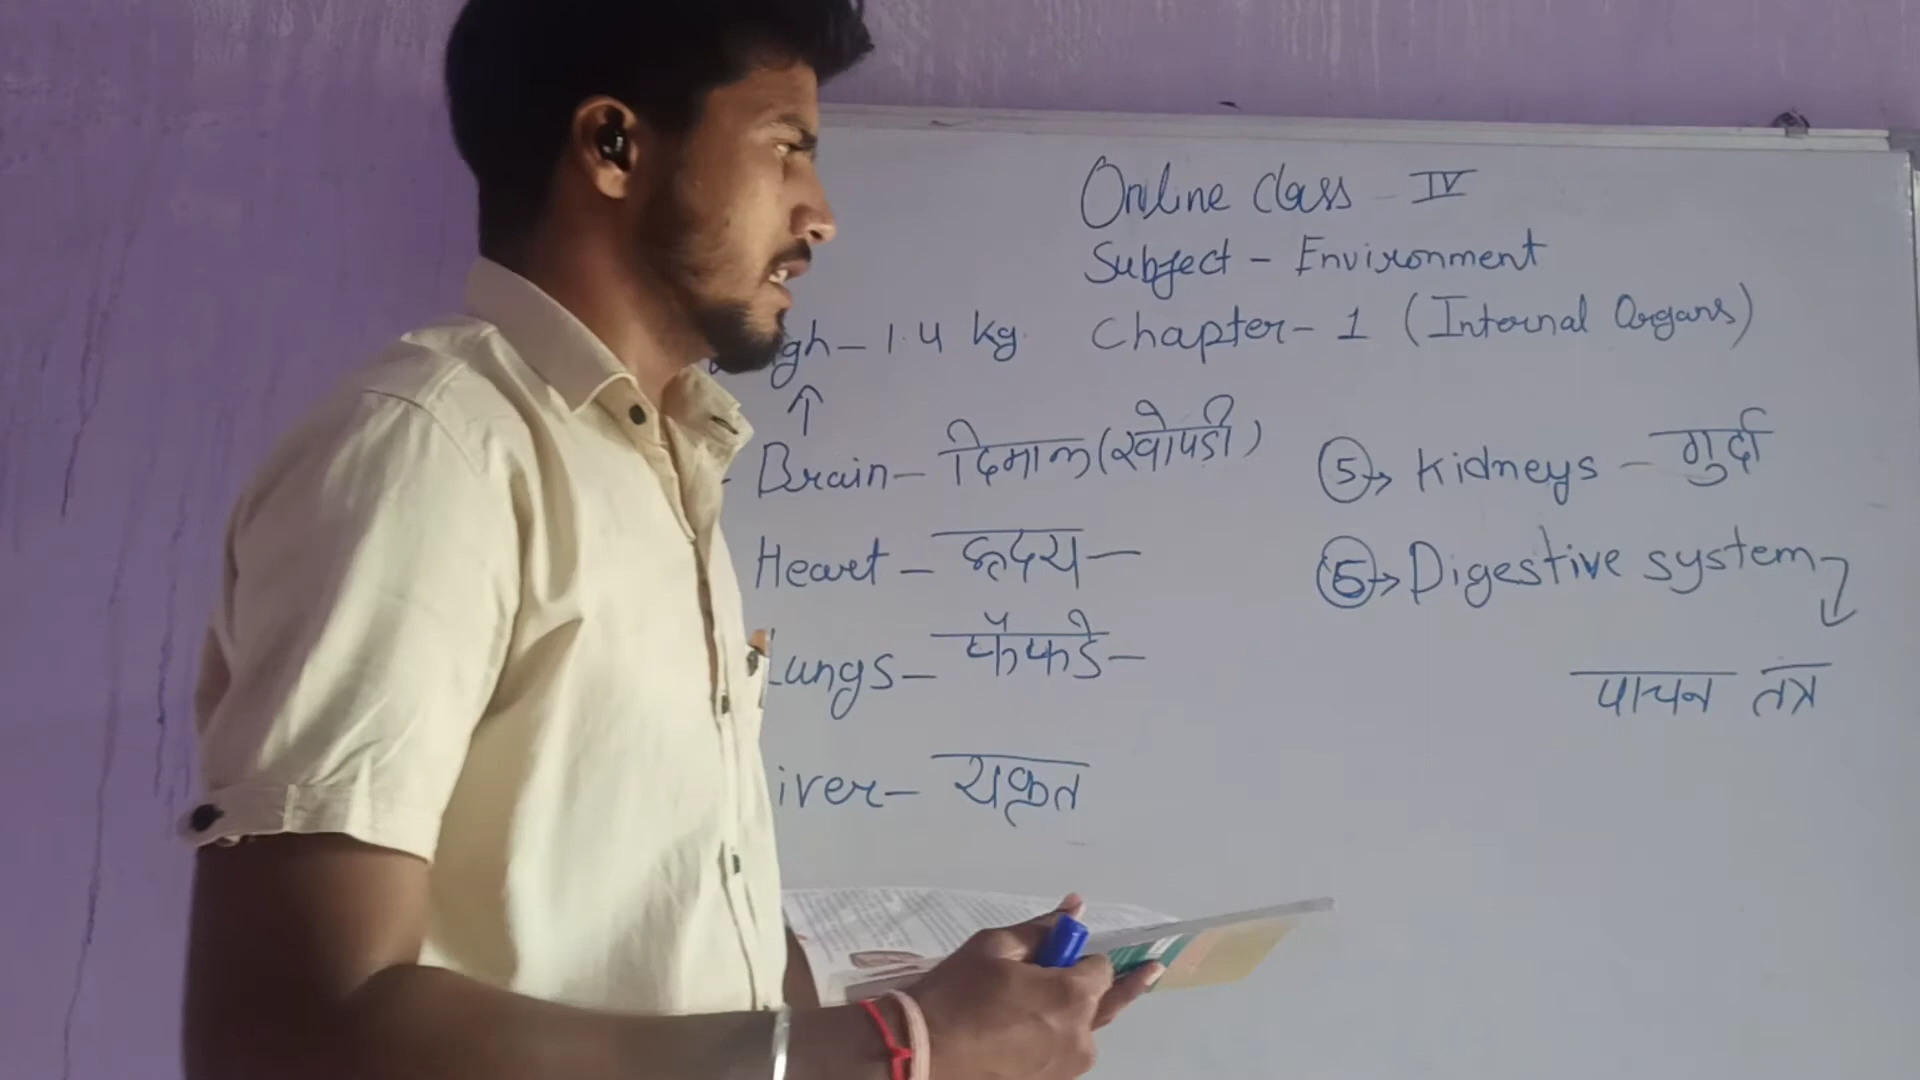 Online Class - IV
Subject - Environment
Chapter - 1 (Internal Organs)
gh - 1.4 kg
↑
Brain - दिमाग (खोपडी)
Heart - हृदय -
Lungs - फेंफडे -
iver - यकृत
⑤→ Kidneys - गुर्दा
⑥→ Digestive system
पाचन तंत्र